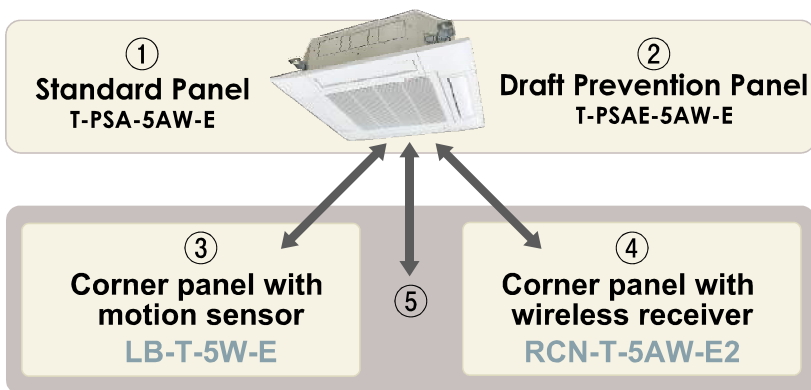 ①
Standard Panel
T-PSA-5AW-E
②
Draft Prevention Panel
T-PSAE-5AW-E
③
Corner panel with
motion sensor
LB-T-5W-E
⑤
④
Corner panel with
wireless receiver
RCN-T-5AW-E2